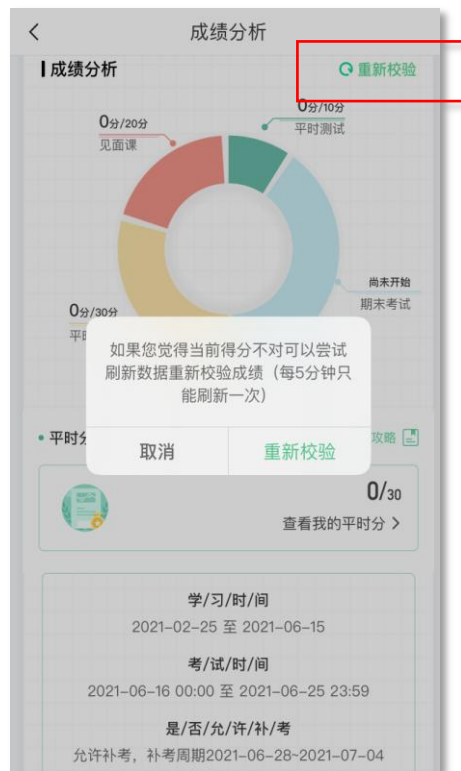 成绩分析
成绩分析
重新校验
0分/20分
见面课
0分/10分
平时测试
尚未开始
期末考试
0分/30分
平时
如果您觉得当前得分不对可以尝试
刷新数据重新校验成绩（每5分钟只
能刷新一次）
取消
重新校验
平时分
攻略
0/30
查看我的平时分
学/习/时/间
2021-02-25 至 2021-06-15
考/试/时/间
2021-06-16 00:00 至 2021-06-25 23:59
是/否/允/许/补/考
允许补考，补考周期2021-06-28~2021-07-04